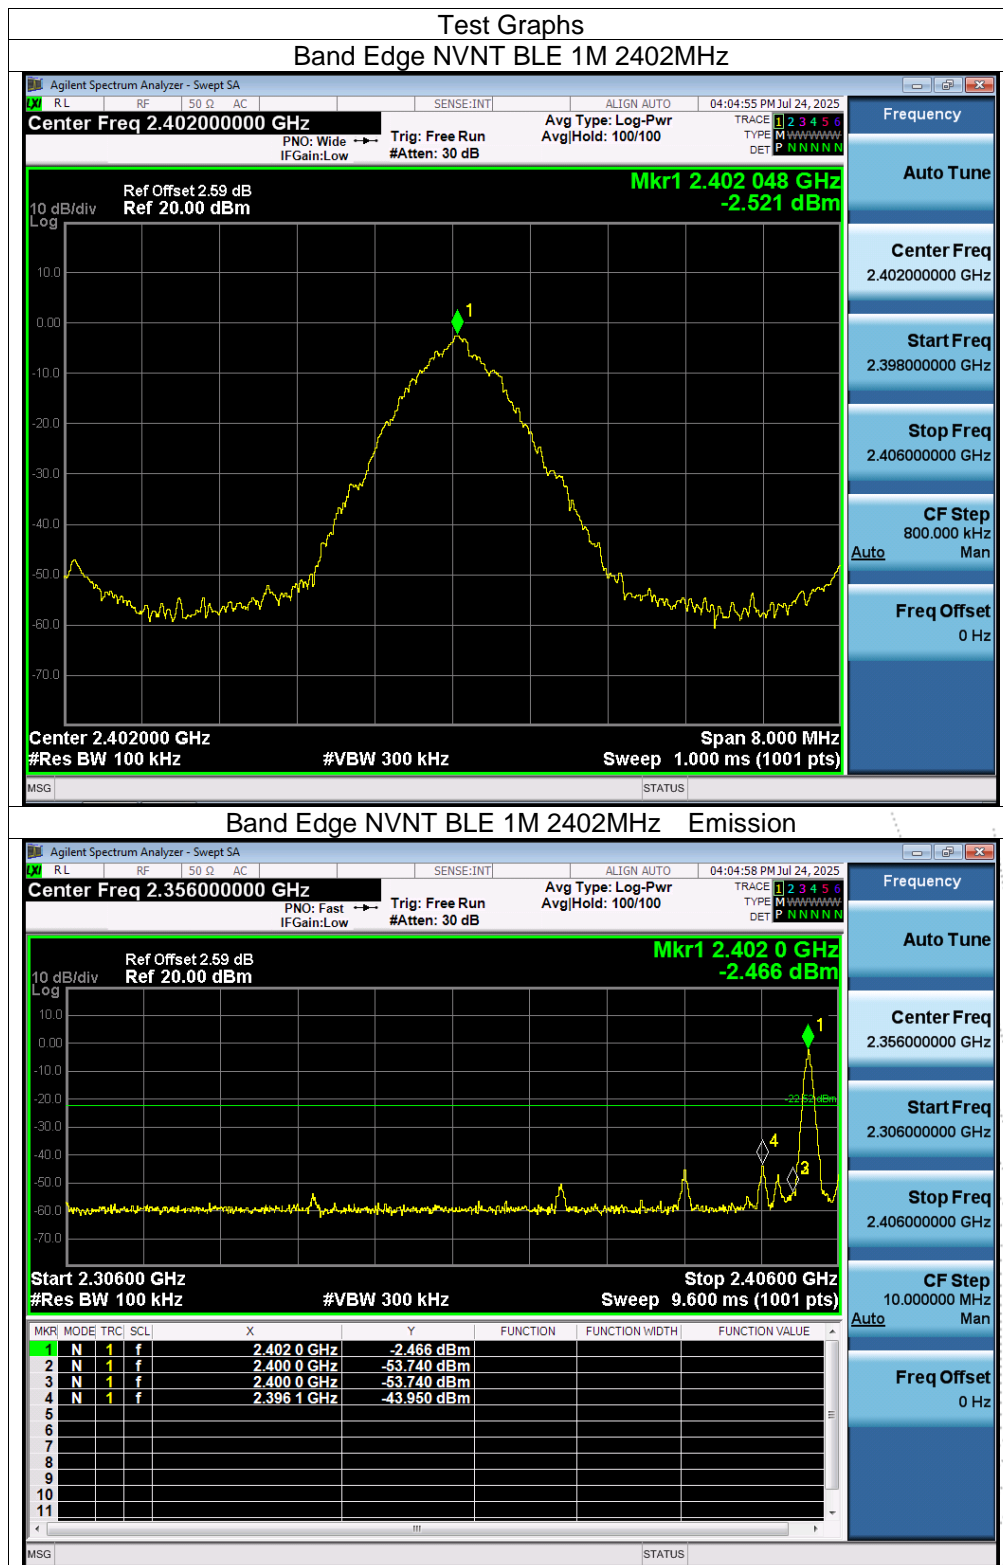 Test Graphs
Band Edge NVNT BLE 1M 2402MHz
Agilent Spectrum Analyzer - Swept SA
LXI RL RF 50 Ω AC SENSE:INT ALIGN AUTO 04:04:55 PM Jul 24, 2025
Center Freq 2.402000000 GHz
PNO: Wide
IFGain:Low
Trig: Free Run
#Atten: 30 dB
Avg Type: Log-Pwr
Avg|Hold: 100/100
TRACE 1 2 3 4 5 6
TYPE M WWWWW
DET P N N N N N
Frequency
Auto Tune
Center Freq
2.402000000 GHz
Start Freq
2.398000000 GHz
Stop Freq
2.406000000 GHz
CF Step
800.000 kHz
Auto Man
Freq Offset
0 Hz
Mkr1 2.402 048 GHz
-2.521 dBm
Ref Offset 2.59 dB
10 dB/div Ref 20.00 dBm
Log
10.0
0.00
-10.0
-20.0
-30.0
-40.0
-50.0
-60.0
-70.0
1
Center 2.402000 GHz Span 8.000 MHz
#Res BW 100 kHz #VBW 300 kHz Sweep 1.000 ms (1001 pts)
MSG STATUS
Band Edge NVNT BLE 1M 2402MHz Emission
Agilent Spectrum Analyzer - Swept SA
LXI RL RF 50 Ω AC SENSE:INT ALIGN AUTO 04:04:58 PM Jul 24, 2025
Center Freq 2.356000000 GHz
PNO: Fast
IFGain:Low
Trig: Free Run
#Atten: 30 dB
Avg Type: Log-Pwr
Avg|Hold: 100/100
TRACE 1 2 3 4 5 6
TYPE M WWWWW
DET P N N N N N
Frequency
Auto Tune
Center Freq
2.356000000 GHz
Start Freq
2.306000000 GHz
Stop Freq
2.406000000 GHz
CF Step
10.000000 MHz
Auto Man
Freq Offset
0 Hz
Mkr1 2.402 0 GHz
-2.466 dBm
Ref Offset 2.59 dB
10 dB/div Ref 20.00 dBm
Log
10.0
0.00
-10.0
-20.0
-30.0
-40.0
-50.0
-60.0
-70.0
1
-22.52 dBm
4
3
Start 2.30600 GHz Stop 2.40600 GHz
#Res BW 100 kHz #VBW 300 kHz Sweep 9.600 ms (1001 pts)
MKR MODE TRC SCL X Y FUNCTION FUNCTION WIDTH FUNCTION VALUE
1 N 1 f 2.402 0 GHz -2.466 dBm
2 N 1 f 2.400 0 GHz -53.740 dBm
3 N 1 f 2.400 0 GHz -53.740 dBm
4 N 1 f 2.396 1 GHz -43.950 dBm
5
6
7
8
9
10
11
MSG STATUS